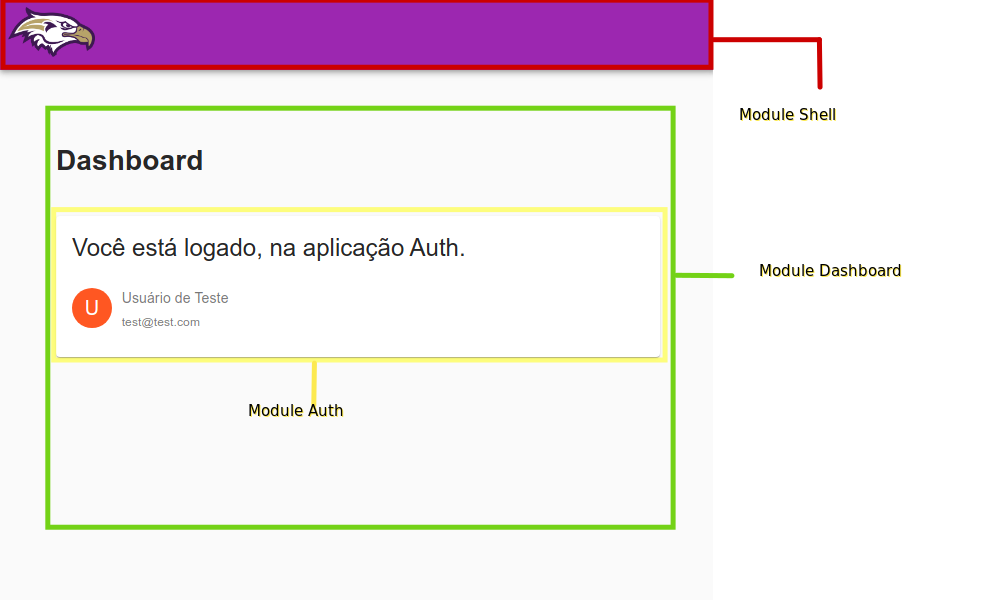 Module Shell
Dashboard
Você está logado, na aplicação Auth.
U
Usuário de Teste
test@test.com
Module Dashboard
Module Auth